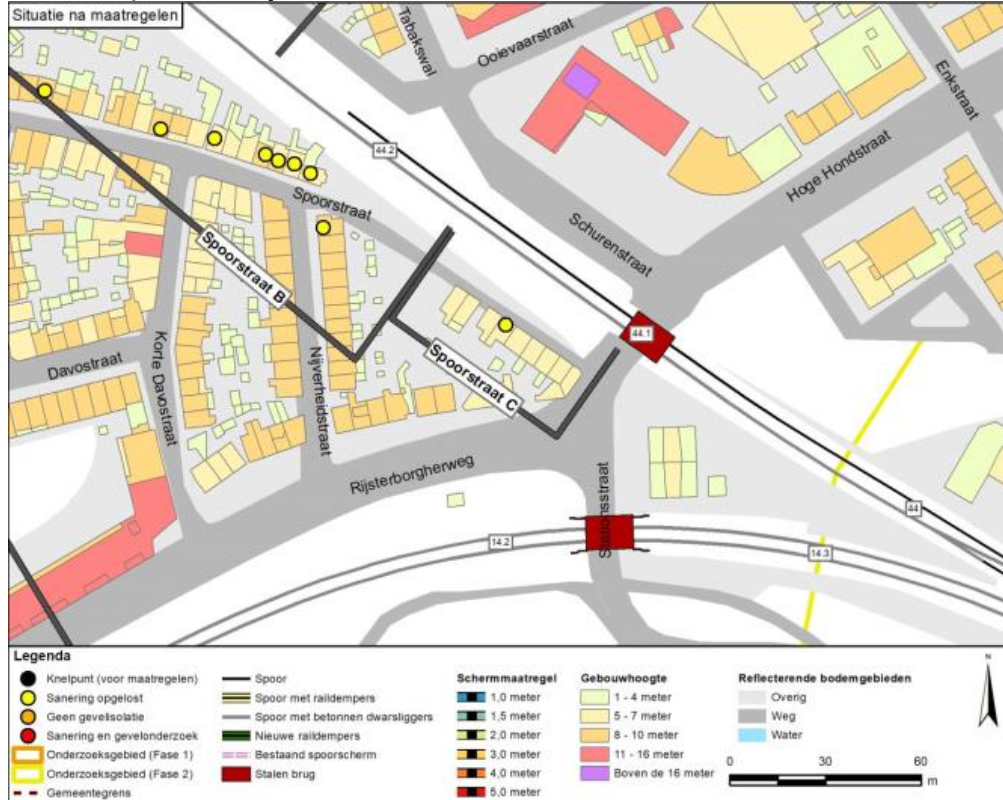 Situatie na maatregelen
Tabakswal
Ooievaarstraat
Enkstraat
44.2
Hoge Hondstraat
Spoorstraat
Schurenstraat
Spoorstraat B
44.1
Davostraat
Korte Davostraat
Nijverheidstraat
Spoorstraat C
Rijsterborgherweg
Stationsstraat
44
14.2
14.3
Legenda
Knelpunt (voor maatregelen)
Sanering opgelost
Geen gevelisolatie
Sanering en gevelonderzoek
Onderzoeksgebied (Fase 1)
Onderzoeksgebied (Fase 2)
Gemeentegrens
Spoor
Spoor met raildempers
Spoor met betonnen dwarsliggers
Nieuwe raildempers
Bestaand spoorscherm
Stalen brug
Schermmaatregel
1,0 meter
1,5 meter
2,0 meter
3,0 meter
4,0 meter
5,0 meter
Gebouwhoogte
1 - 4 meter
5 - 7 meter
8 - 10 meter
11 - 16 meter
Boven de 16 meter
Reflecterende bodemgebieden
Overig
Weg
Water
N
0 30 60
m